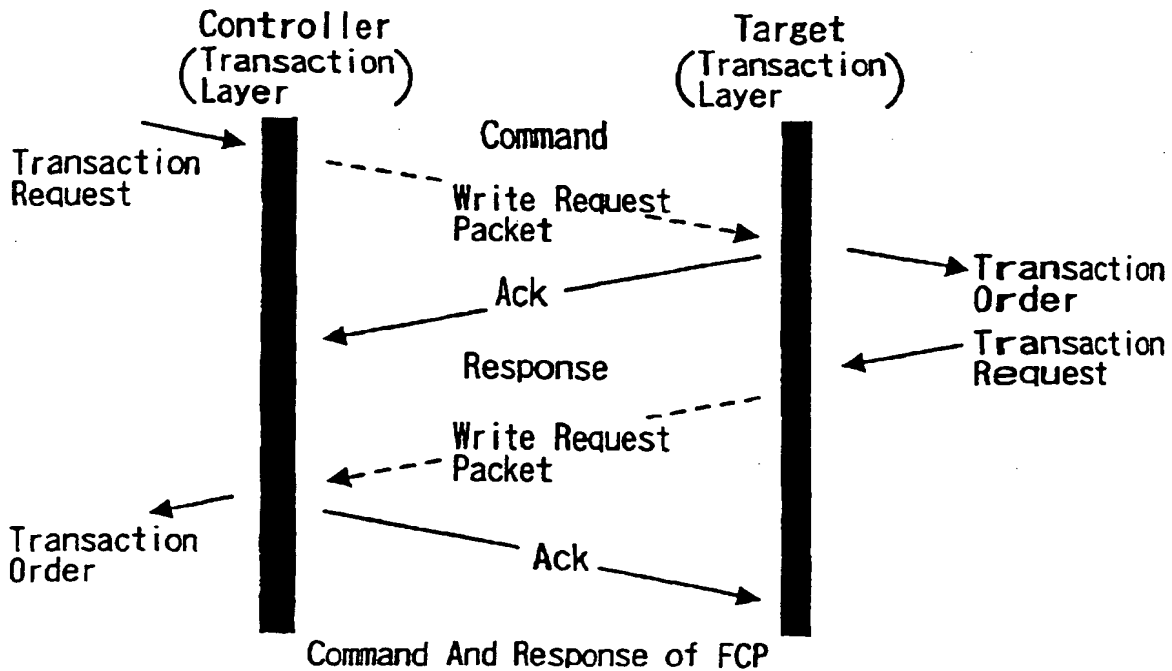 Controller
(Transaction
Layer)
Target
(Transaction
Layer)
Transaction
Request
Command
Write Request
Packet
Ack
Transaction
Order
Response
Transaction
Request
Write Request
Packet
Transaction
Order
Ack
Command And Response of FCP